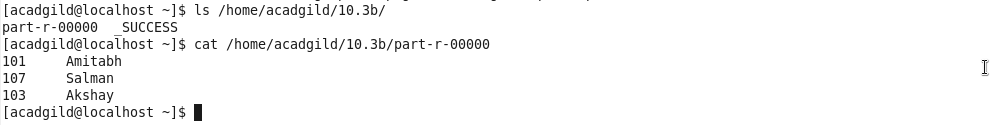 [acadgild@localhost ~]$ ls /home/acadgild/10.3b/
part-r-00000  _SUCCESS
[acadgild@localhost ~]$ cat /home/acadgild/10.3b/part-r-00000
101     Amitabh
107     Salman
103     Akshay
[acadgild@localhost ~]$